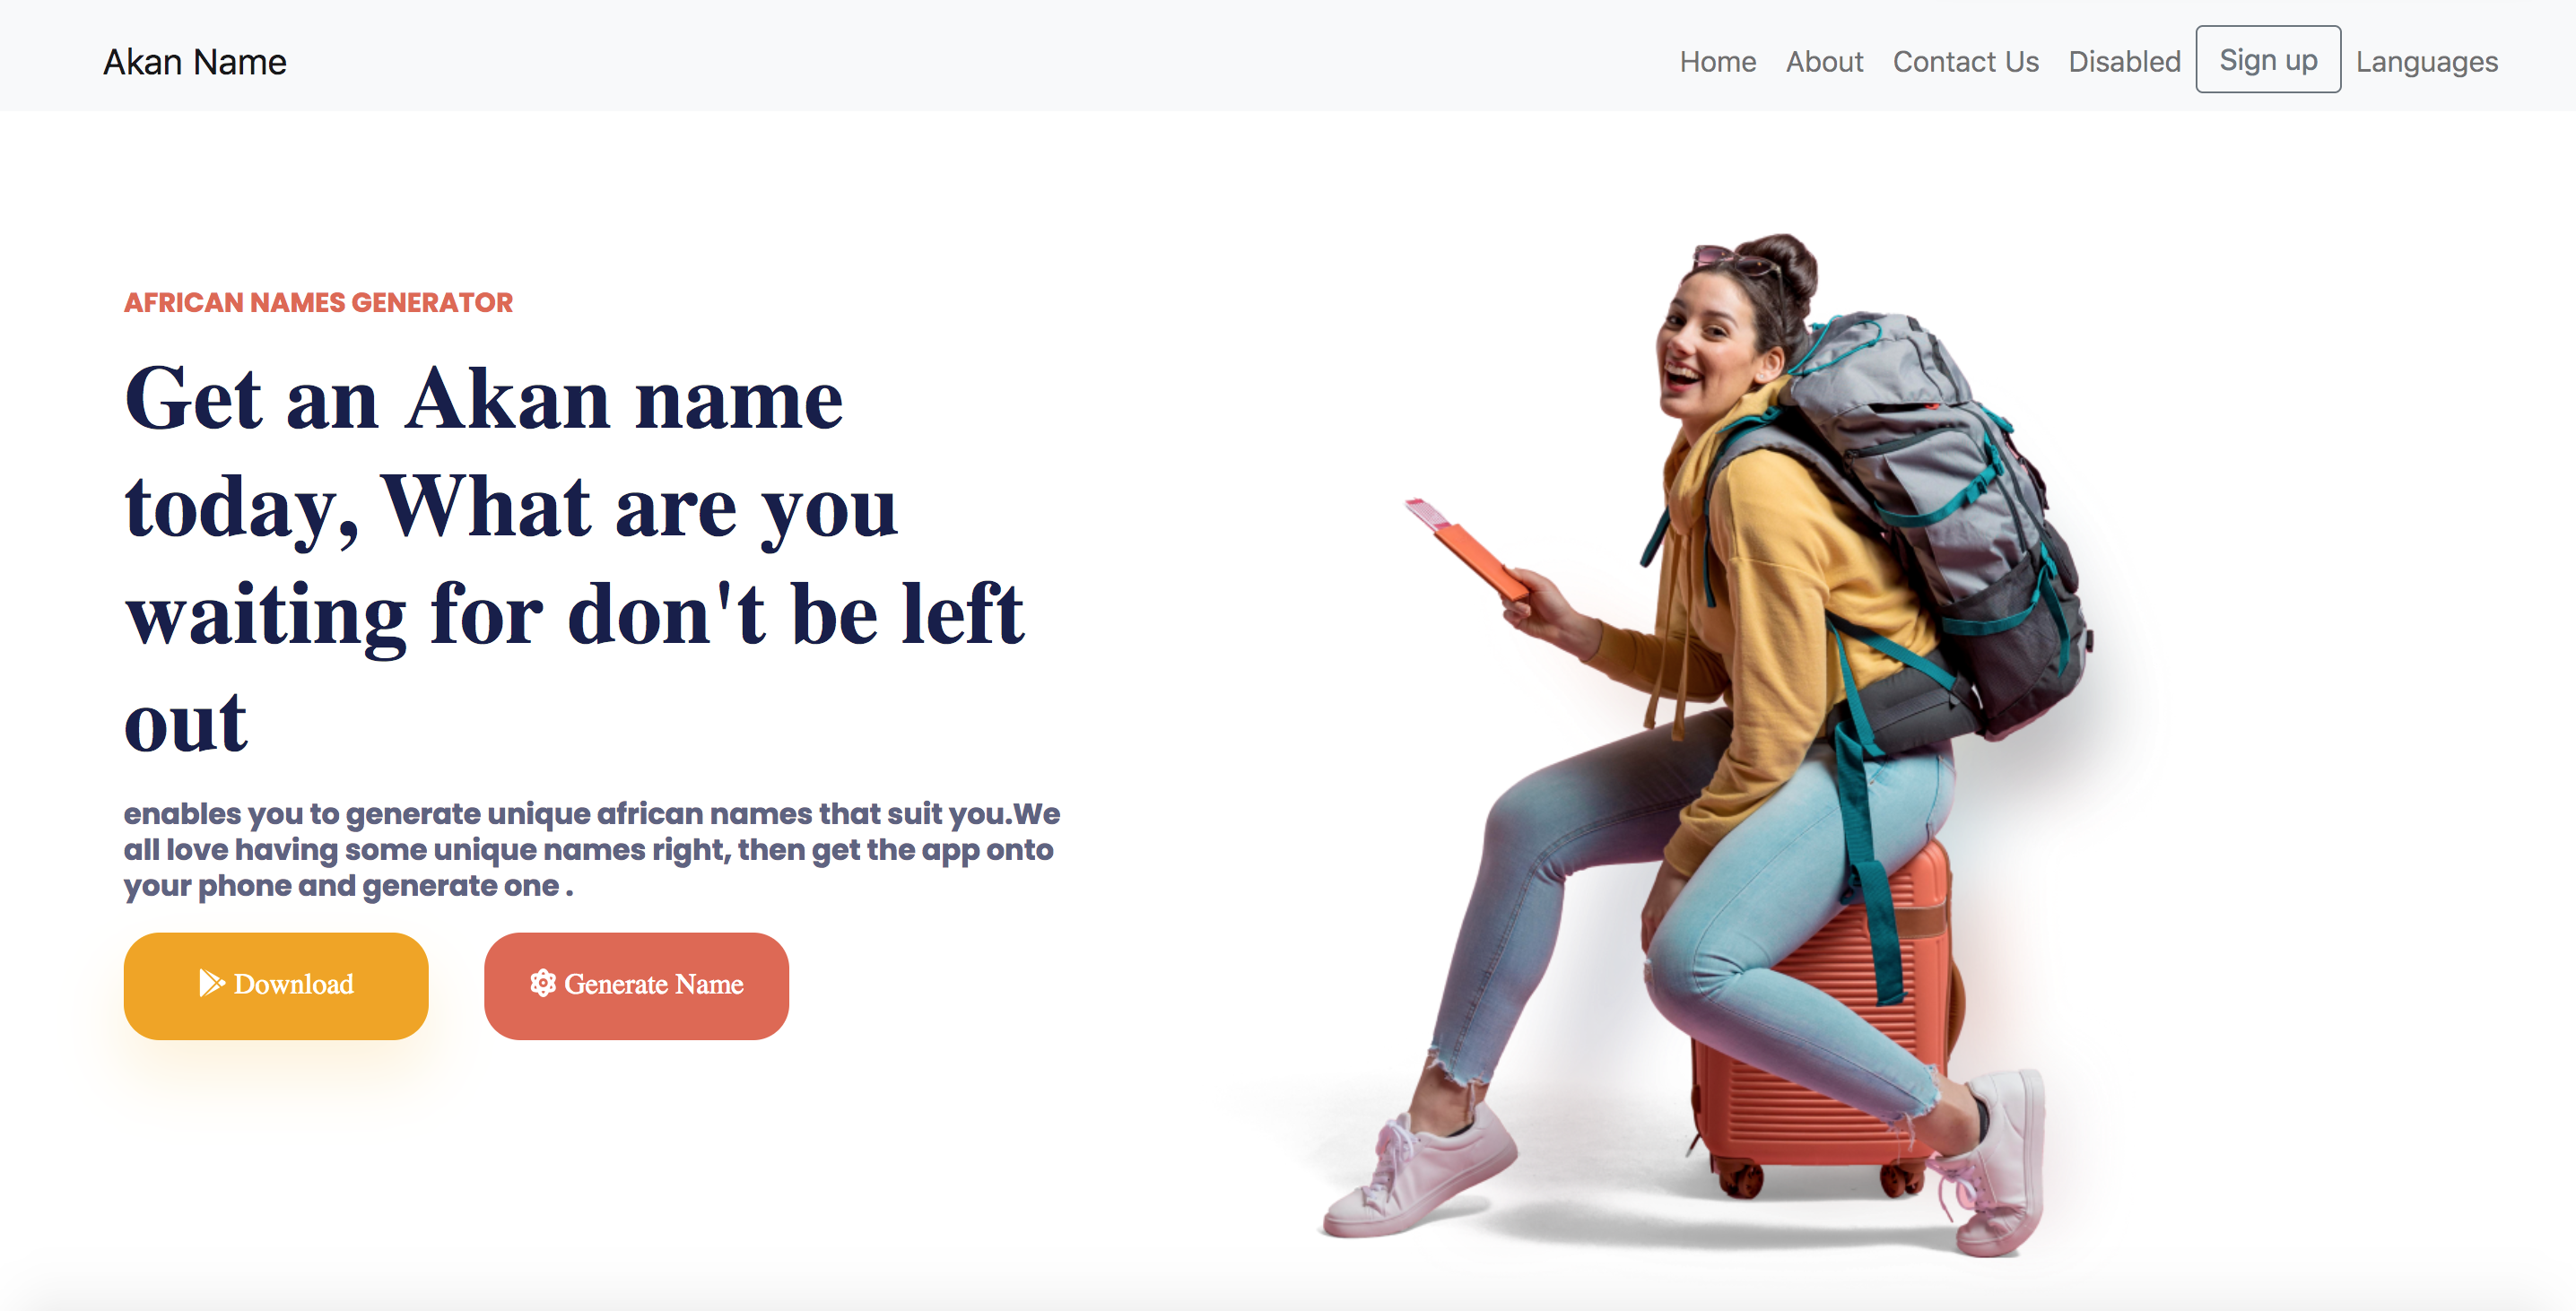 Akan Name
Home
About
Contact Us
Disabled
Sign up
Languages
AFRICAN NAMES GENERATOR
Get an Akan name
today, What are you
waiting for don't be left
out
enables you to generate unique african names that suit you.We
all love having some unique names right, then get the app onto
your phone and generate one .
Download
Generate Name